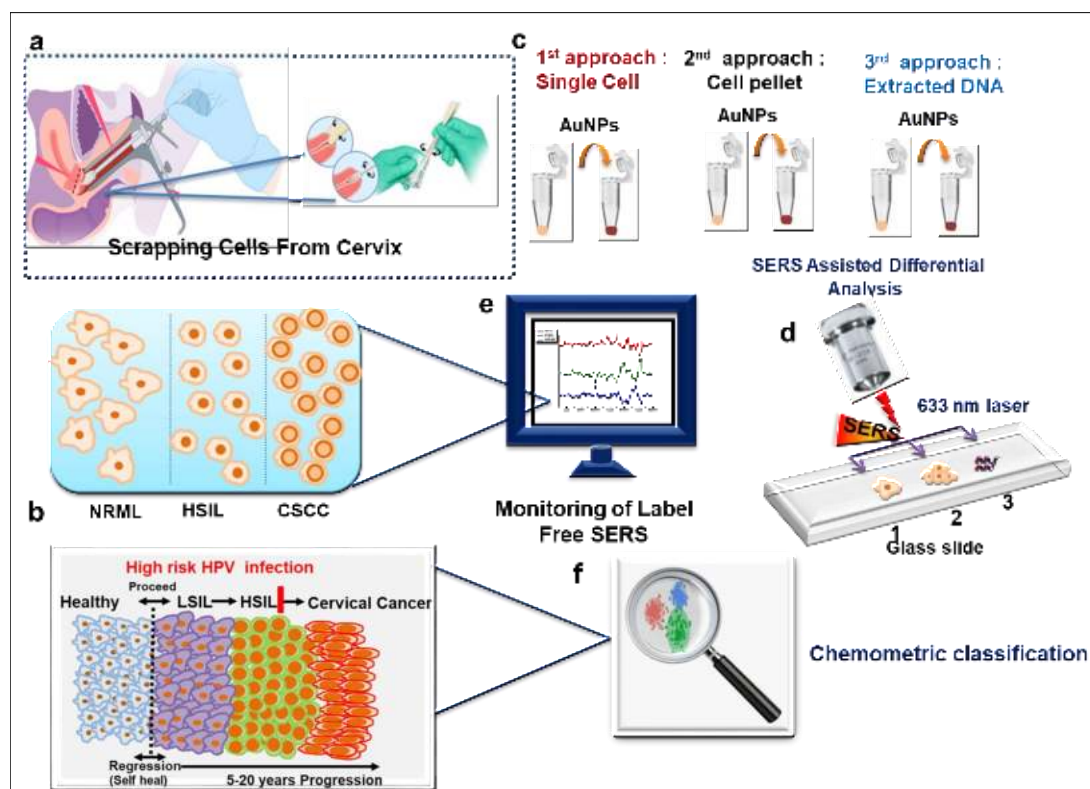 a
Scrapping Cells From Cervix
c
1st approach :
Single Cell
2nd approach :
Cell pellet
3rd approach :
Extracted DNA
AuNPs
AuNPs
AuNPs
SERS Assisted Differential
Analysis
d
633 nm laser
SERS
1
2
3
Glass slide
NRML HSIL CSCC
e
Monitoring of Label
Free SERS
b
High risk HPV infection
Proceed
Healthy LSIL HSIL Cervical Cancer
Regression
(Self heal)
5-20 years Progression
f
Chemometric classification